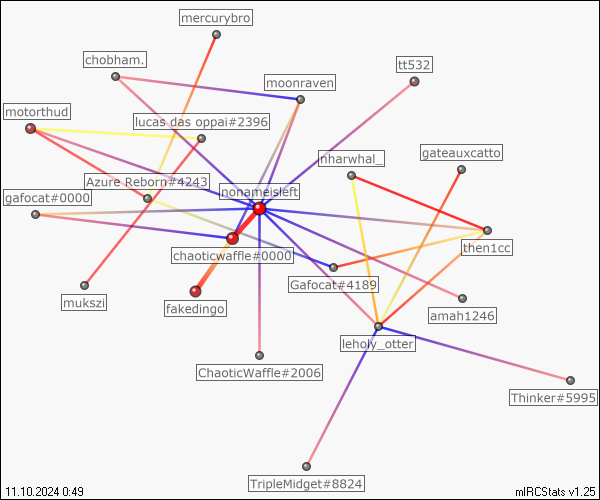 mercurybro
chobham.
tt532
moonraven
motorthud
lucas das oppai#2396
nharwhal_
gateauxcatto
Azure Reborn#4243
nonameisleft
gafocat#0000
then1cc
chaoticwaffle#0000
Gafocat#4189
mukszi
fakedingo
amah1246
leholy_otter
ChaoticWaffle#2006
Thinker#5995
TripleMidget#8824
11.10.2024 0:49
mIRCStats v1.25